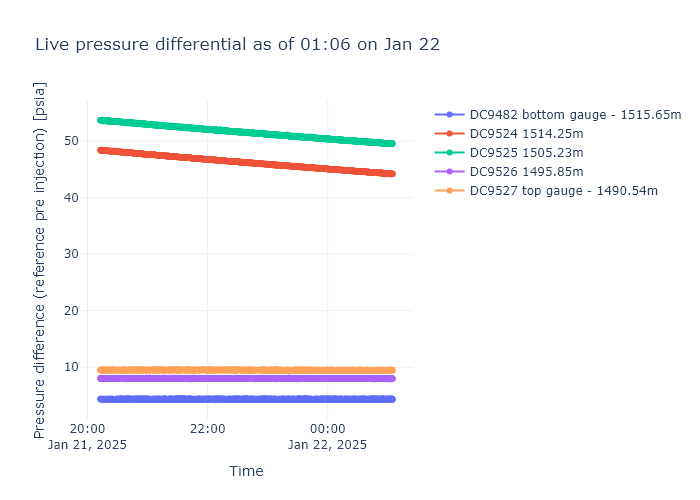 Live pressure differential as of 01:06 on Jan 22
Pressure difference (reference pre injection) [psia]
50
40
30
20
10
20:00
Jan 21, 2025
22:00
00:00
Jan 22, 2025
Time
DC9482 bottom gauge - 1515.65m
DC9524 1514.25m
DC9525 1505.23m
DC9526 1495.85m
DC9527 top gauge - 1490.54m